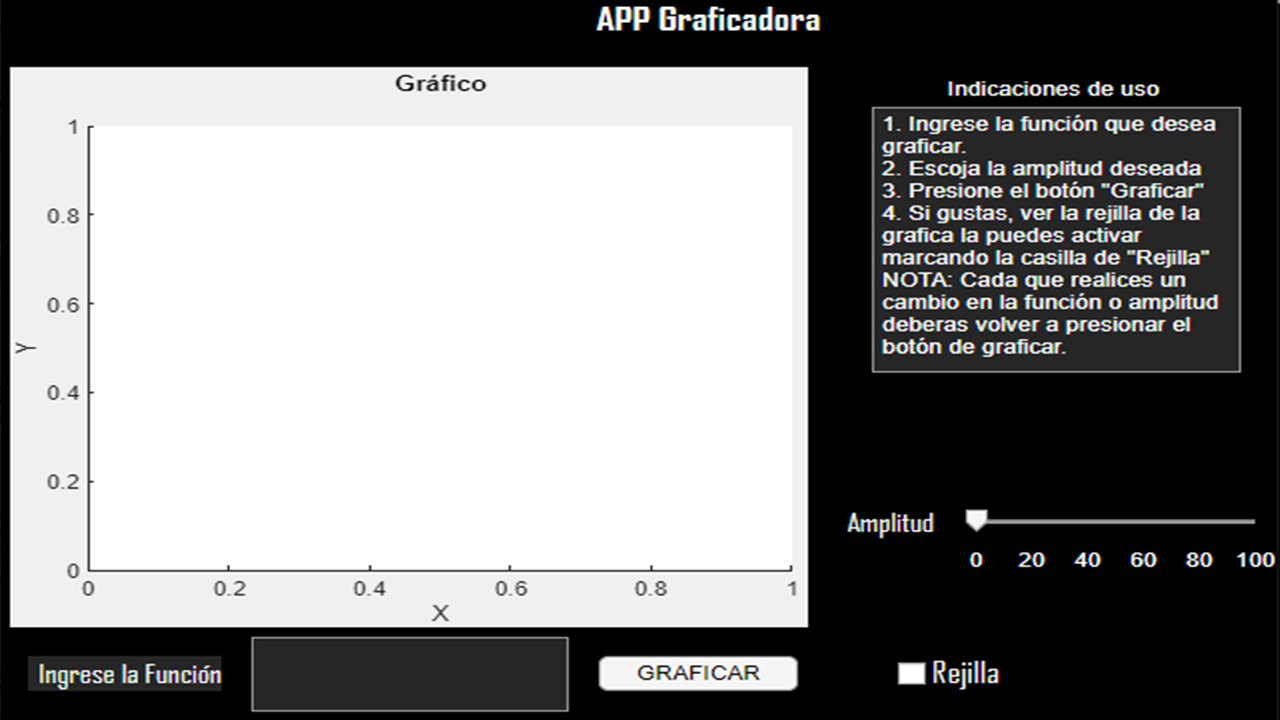 APP Graficadora
Gráfico
1
0.8
0.6
0.4
0.2
0
Y
0 0.2 0.4 0.6 0.8 1
X
Indicaciones de uso
1. Ingrese la función que desea
graficar.
2. Escoja la amplitud deseada
3. Presione el botón "Graficar"
4. Si gustas, ver la rejilla de la
grafica la puedes activar
marcando la casilla de "Rejilla"
NOTA: Cada que realices un
cambio en la función o amplitud
deberas volver a presionar el
botón de graficar.
Amplitud
0 20 40 60 80 100
Ingrese la Función
GRAFICAR
Rejilla